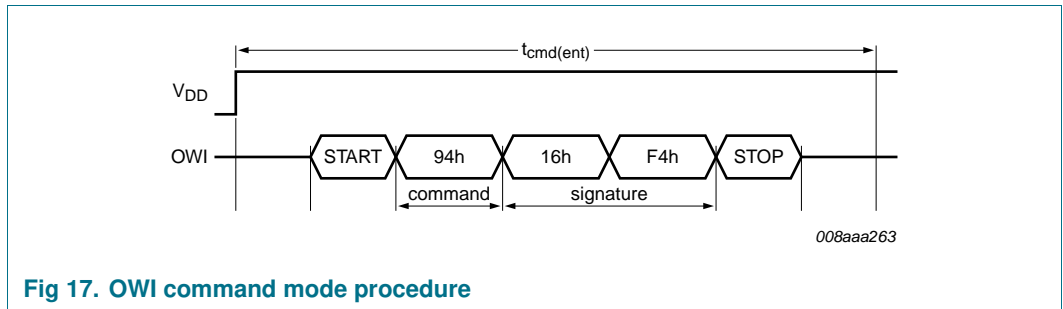 tcmd(ent)
VDD
OWI
START 94h 16h F4h STOP
command signature
008aaa263
Fig 17. OWI command mode procedure